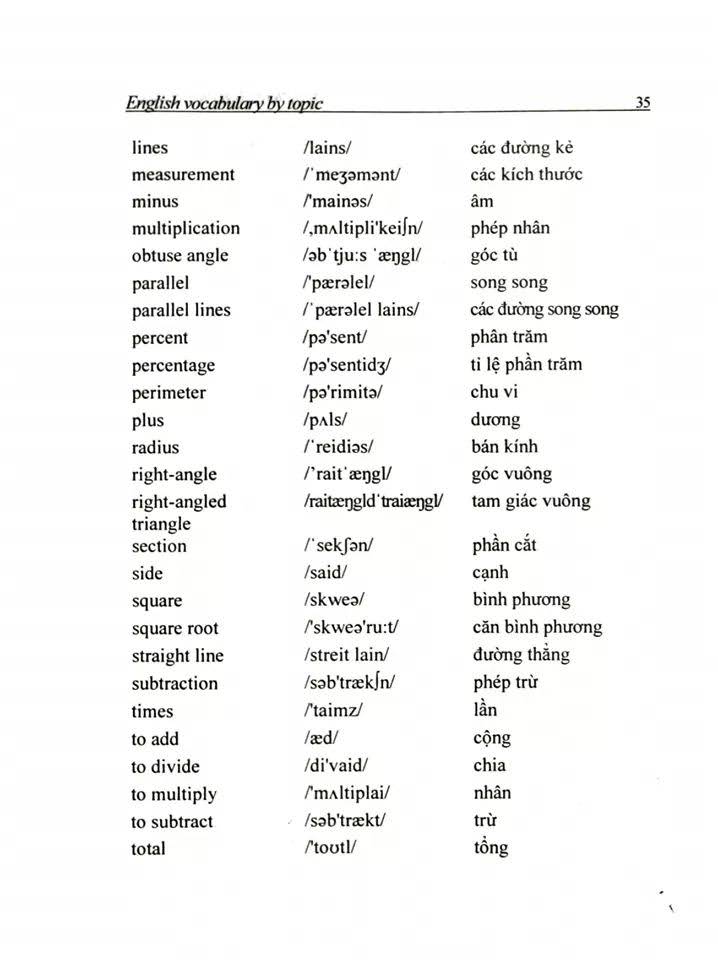 English vocabulary by topic 35
lines /lains/ các đường kẻ
measurement /ˈmeʒəmənt/ các kích thước
minus /'mainəs/ âm
multiplication /,mʌltipli'keiʃn/ phép nhân
obtuse angle /əbˈtju:s ˈæŋgl/ góc tù
parallel /'pærəlel/ song song
parallel lines /ˈpærəlel lains/ các đường song song
percent /pə'sent/ phân trăm
percentage /pə'sentidʒ/ tỉ lệ phần trăm
perimeter /pə'rimitə/ chu vi
plus /pʌls/ dương
radius /ˈreidiəs/ bán kính
right-angle /’raitˈæŋgl/ góc vuông
right-angled /raitæŋgldˈtraiæŋgl/ tam giác vuông
triangle
section /ˈsekʃən/ phần cắt
side /said/ cạnh
square /skweə/ bình phương
square root /'skweə'ru:t/ căn bình phương
straight line /streit lain/ đường thẳng
subtraction /səb'trækʃn/ phép trừ
times /'taimz/ lần
to add /æd/ cộng
to divide /di'vaid/ chia
to multiply /'mʌltiplai/ nhân
to subtract /səb'trækt/ trừ
total /'toʊtl/ tổng